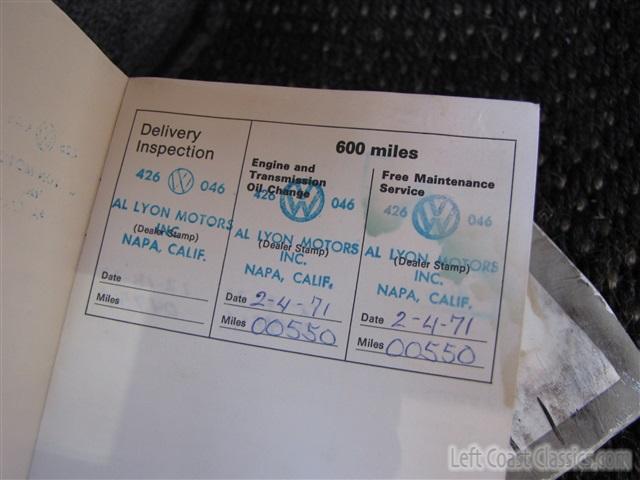 Delivery
Inspection
426 VW 046
AL LYON MOTORS
INC.
(Dealer Stamp)
NAPA, CALIF.
Date
Miles
600 miles
Engine and
Transmission
Oil Change
426 VW 046
AL LYON MOTORS
(Dealer Stamp)
INC.
NAPA, CALIF.
Date 2-4-71
Miles 00550
Free Maintenance
Service
426 VW 046
AL LYON MOTORS
(Dealer Stamp)
INC.
NAPA, CALIF.
Date 2-4-71
Miles 00550
Left Coast Classics.com